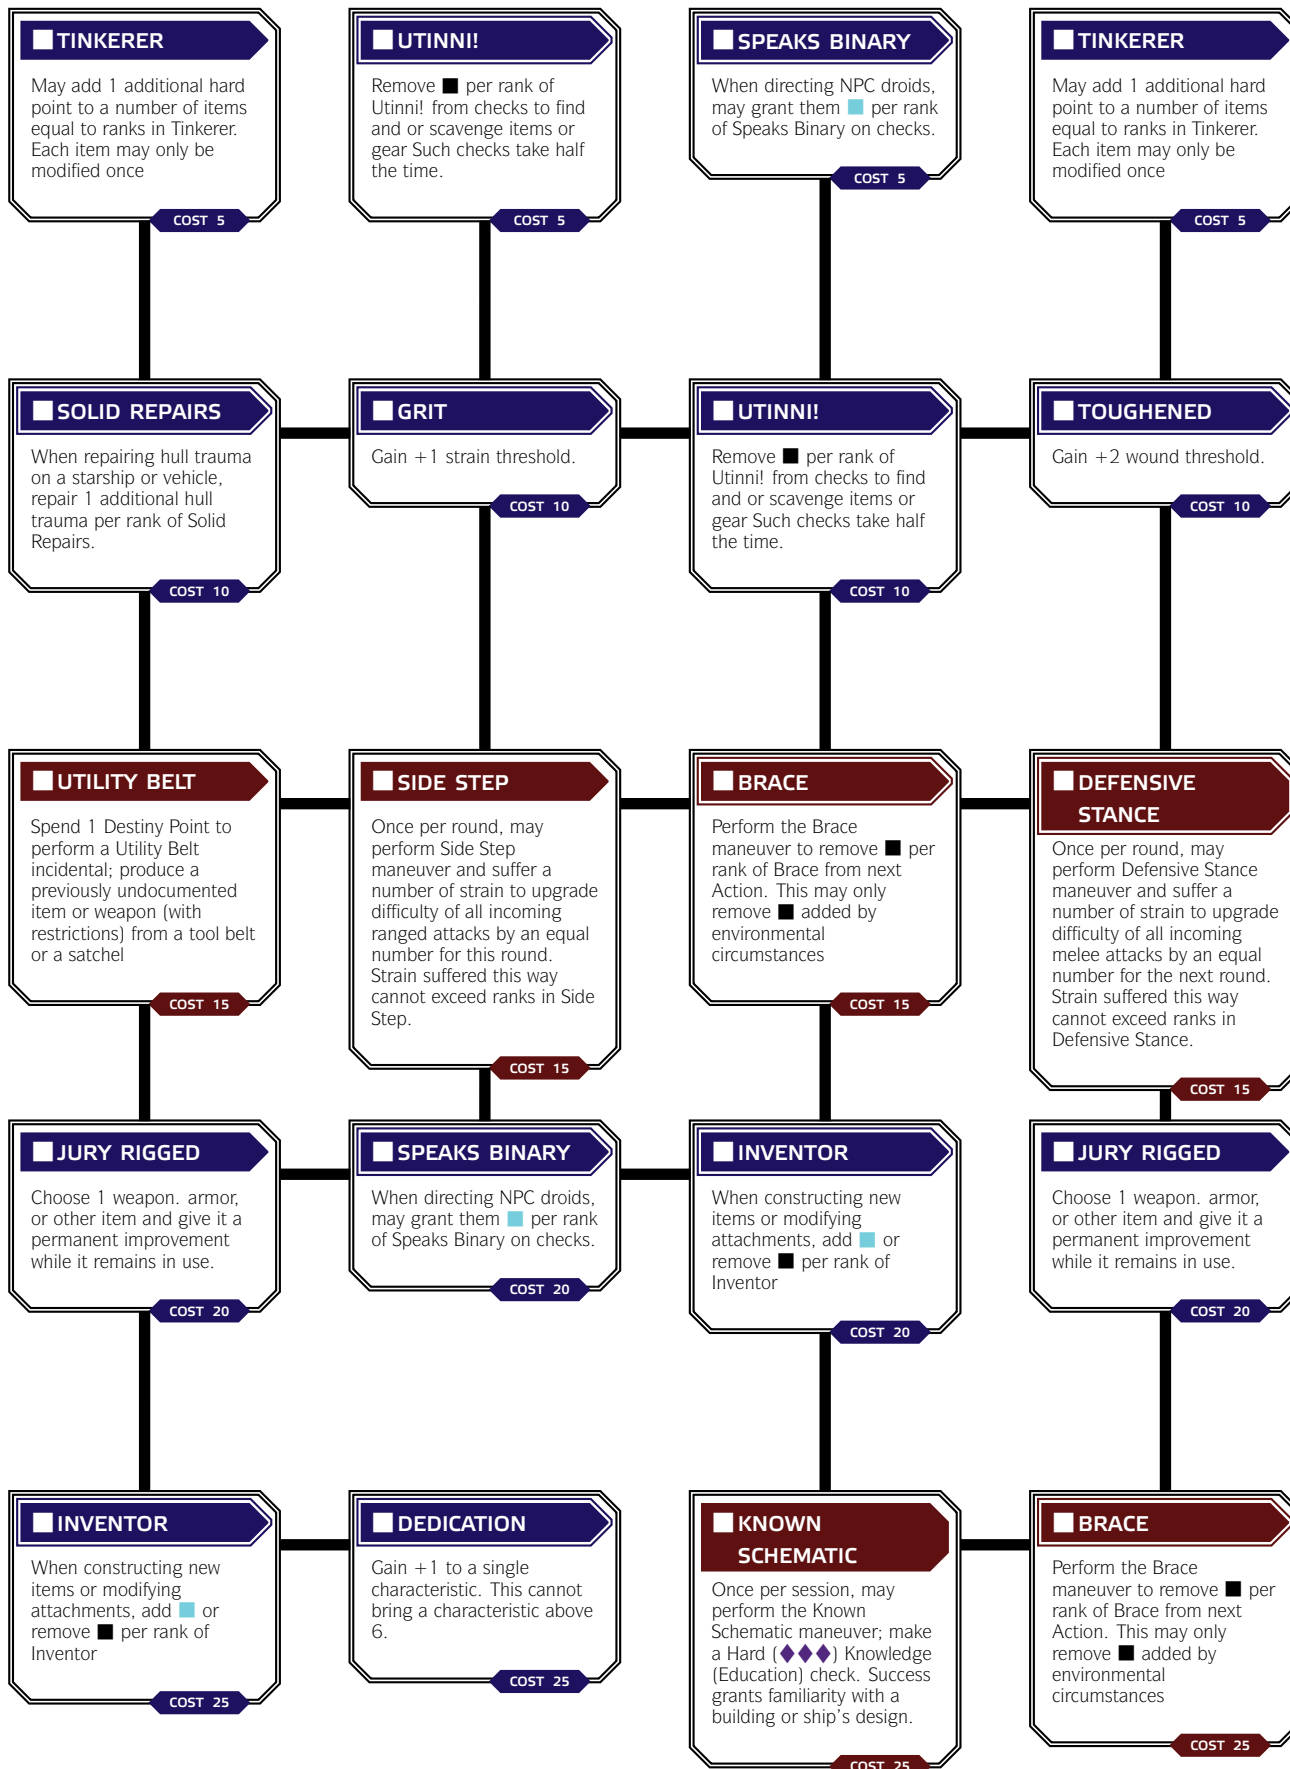 TINKERER
May add 1 additional hard
point to a number of items
equal to ranks in Tinkerer.
Each item may only be
modified once
COST 5
UTINNI!
Remove ■ per rank of
Utinni! from checks to find
and or scavenge items or
gear Such checks take half
the time.
COST 5
SPEAKS BINARY
When directing NPC droids,
may grant them ■ per rank
of Speaks Binary on checks.
COST 5
TINKERER
May add 1 additional hard
point to a number of items
equal to ranks in Tinkerer.
Each item may only be
modified once
COST 5
SOLID REPAIRS
When repairing hull trauma
on a starship or vehicle,
repair 1 additional hull
trauma per rank of Solid
Repairs.
COST 10
GRIT
Gain +1 strain threshold.
COST 10
UTINNI!
Remove ■ per rank of
Utinni! from checks to find
and or scavenge items or
gear Such checks take half
the time.
COST 10
TOUGHENED
Gain +2 wound threshold.
COST 10
UTILITY BELT
Spend 1 Destiny Point to
perform a Utility Belt
incidental; produce a
previously undocumented
item or weapon (with
restrictions) from a tool belt
or a satchel
COST 15
SIDE STEP
Once per round, may
perform Side Step
maneuver and suffer a
number of strain to upgrade
difficulty of all incoming
ranged attacks by an equal
number for this round.
Strain suffered this way
cannot exceed ranks in Side
Step.
COST 15
BRACE
Perform the Brace
maneuver to remove ■ per
rank of Brace from next
Action. This may only
remove ■ added by
environmental
circumstances
COST 15
DEFENSIVE
STANCE
Once per round, may
perform Defensive Stance
maneuver and suffer a
number of strain to upgrade
difficulty of all incoming
melee attacks by an equal
number for the next round.
Strain suffered this way
cannot exceed ranks in
Defensive Stance.
COST 15
JURY RIGGED
Choose 1 weapon. armor,
or other item and give it a
permanent improvement
while it remains in use.
COST 20
SPEAKS BINARY
When directing NPC droids,
may grant them ■ per rank
of Speaks Binary on checks.
COST 20
INVENTOR
When constructing new
items or modifying
attachments, add ■ or
remove ■ per rank of
Inventor
COST 20
JURY RIGGED
Choose 1 weapon. armor,
or other item and give it a
permanent improvement
while it remains in use.
COST 20
INVENTOR
When constructing new
items or modifying
attachments, add ■ or
remove ■ per rank of
Inventor
COST 25
DEDICATION
Gain +1 to a single
characteristic. This cannot
bring a characteristic above
6.
COST 25
KNOWN
SCHEMATIC
Once per session, may
perform the Known
Schematic maneuver; make
a Hard (◆◆◆) Knowledge
(Education) check. Success
grants familiarity with a
building or ship's design.
COST 25
BRACE
Perform the Brace
maneuver to remove ■ per
rank of Brace from next
Action. This may only
remove ■ added by
environmental
circumstances
COST 25